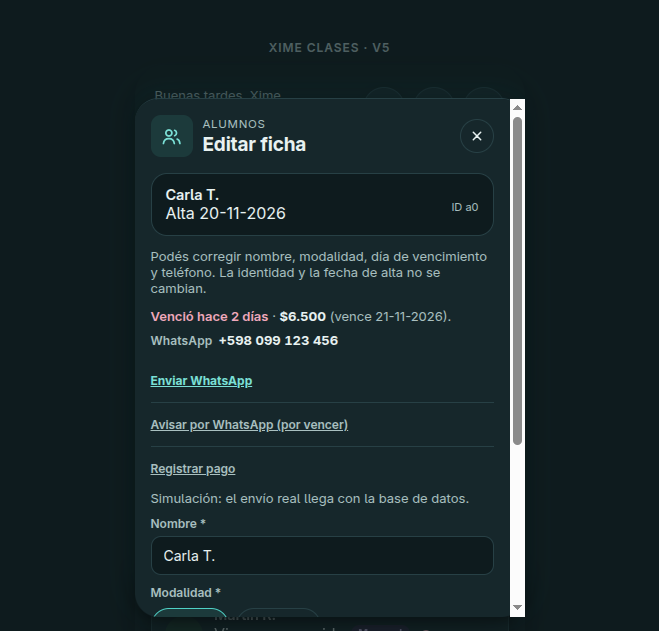 XIME CLASES · V5
Buenas tardes, Xime
ALUMNOS
Editar ficha
Carla T.
Alta 20-11-2026
ID a0
Podés corregir nombre, modalidad, día de vencimiento
y teléfono. La identidad y la fecha de alta no se
cambian.
Venció hace 2 días · $6.500 (vence 21-11-2026).
WhatsApp +598 099 123 456
Enviar WhatsApp
Avisar por WhatsApp (por vencer)
Registrar pago
Simulación: el envío real llega con la base de datos.
Nombre *
Carla T.
Modalidad *